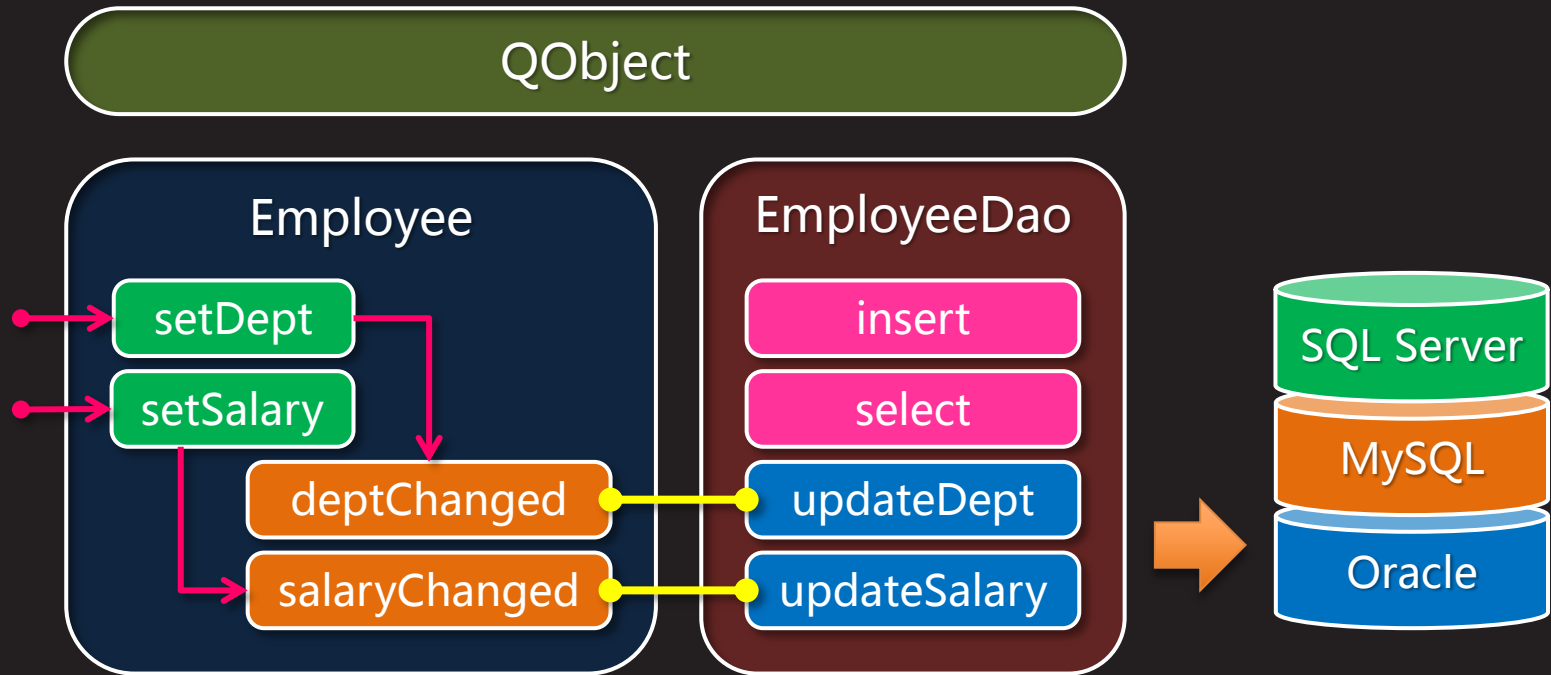 QObject
Employee
setDept
setSalary
deptChanged
salaryChanged
EmployeeDao
insert
select
updateDept
updateSalary
SQL Server
MySQL
Oracle